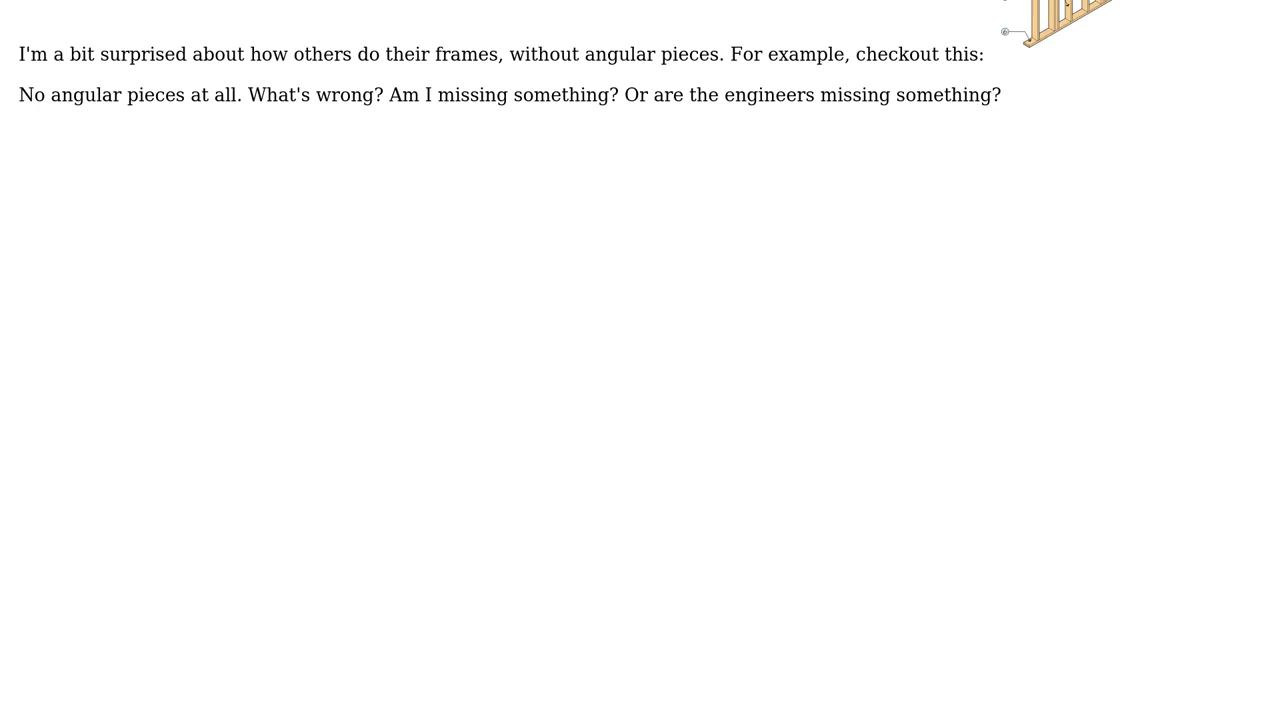 I'm a bit surprised about how others do their frames, without angular pieces. For example, checkout this:
No angular pieces at all. What's wrong? Am I missing something? Or are the engineers missing something?